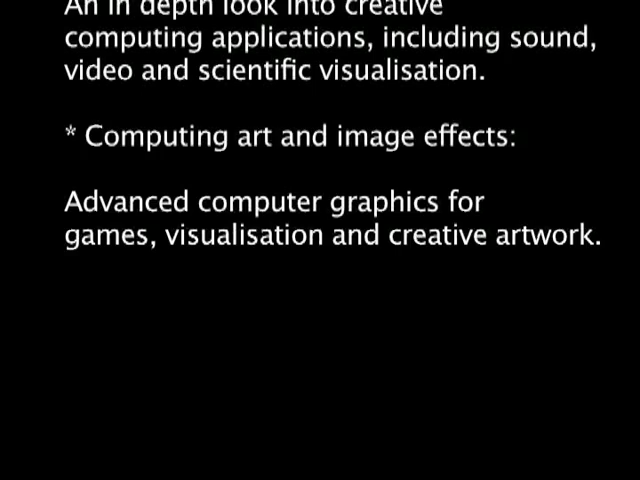 An in depth look into creative
computing applications, including sound,
video and scientific visualisation.
* Computing art and image effects:
Advanced computer graphics for
games, visualisation and creative artwork.